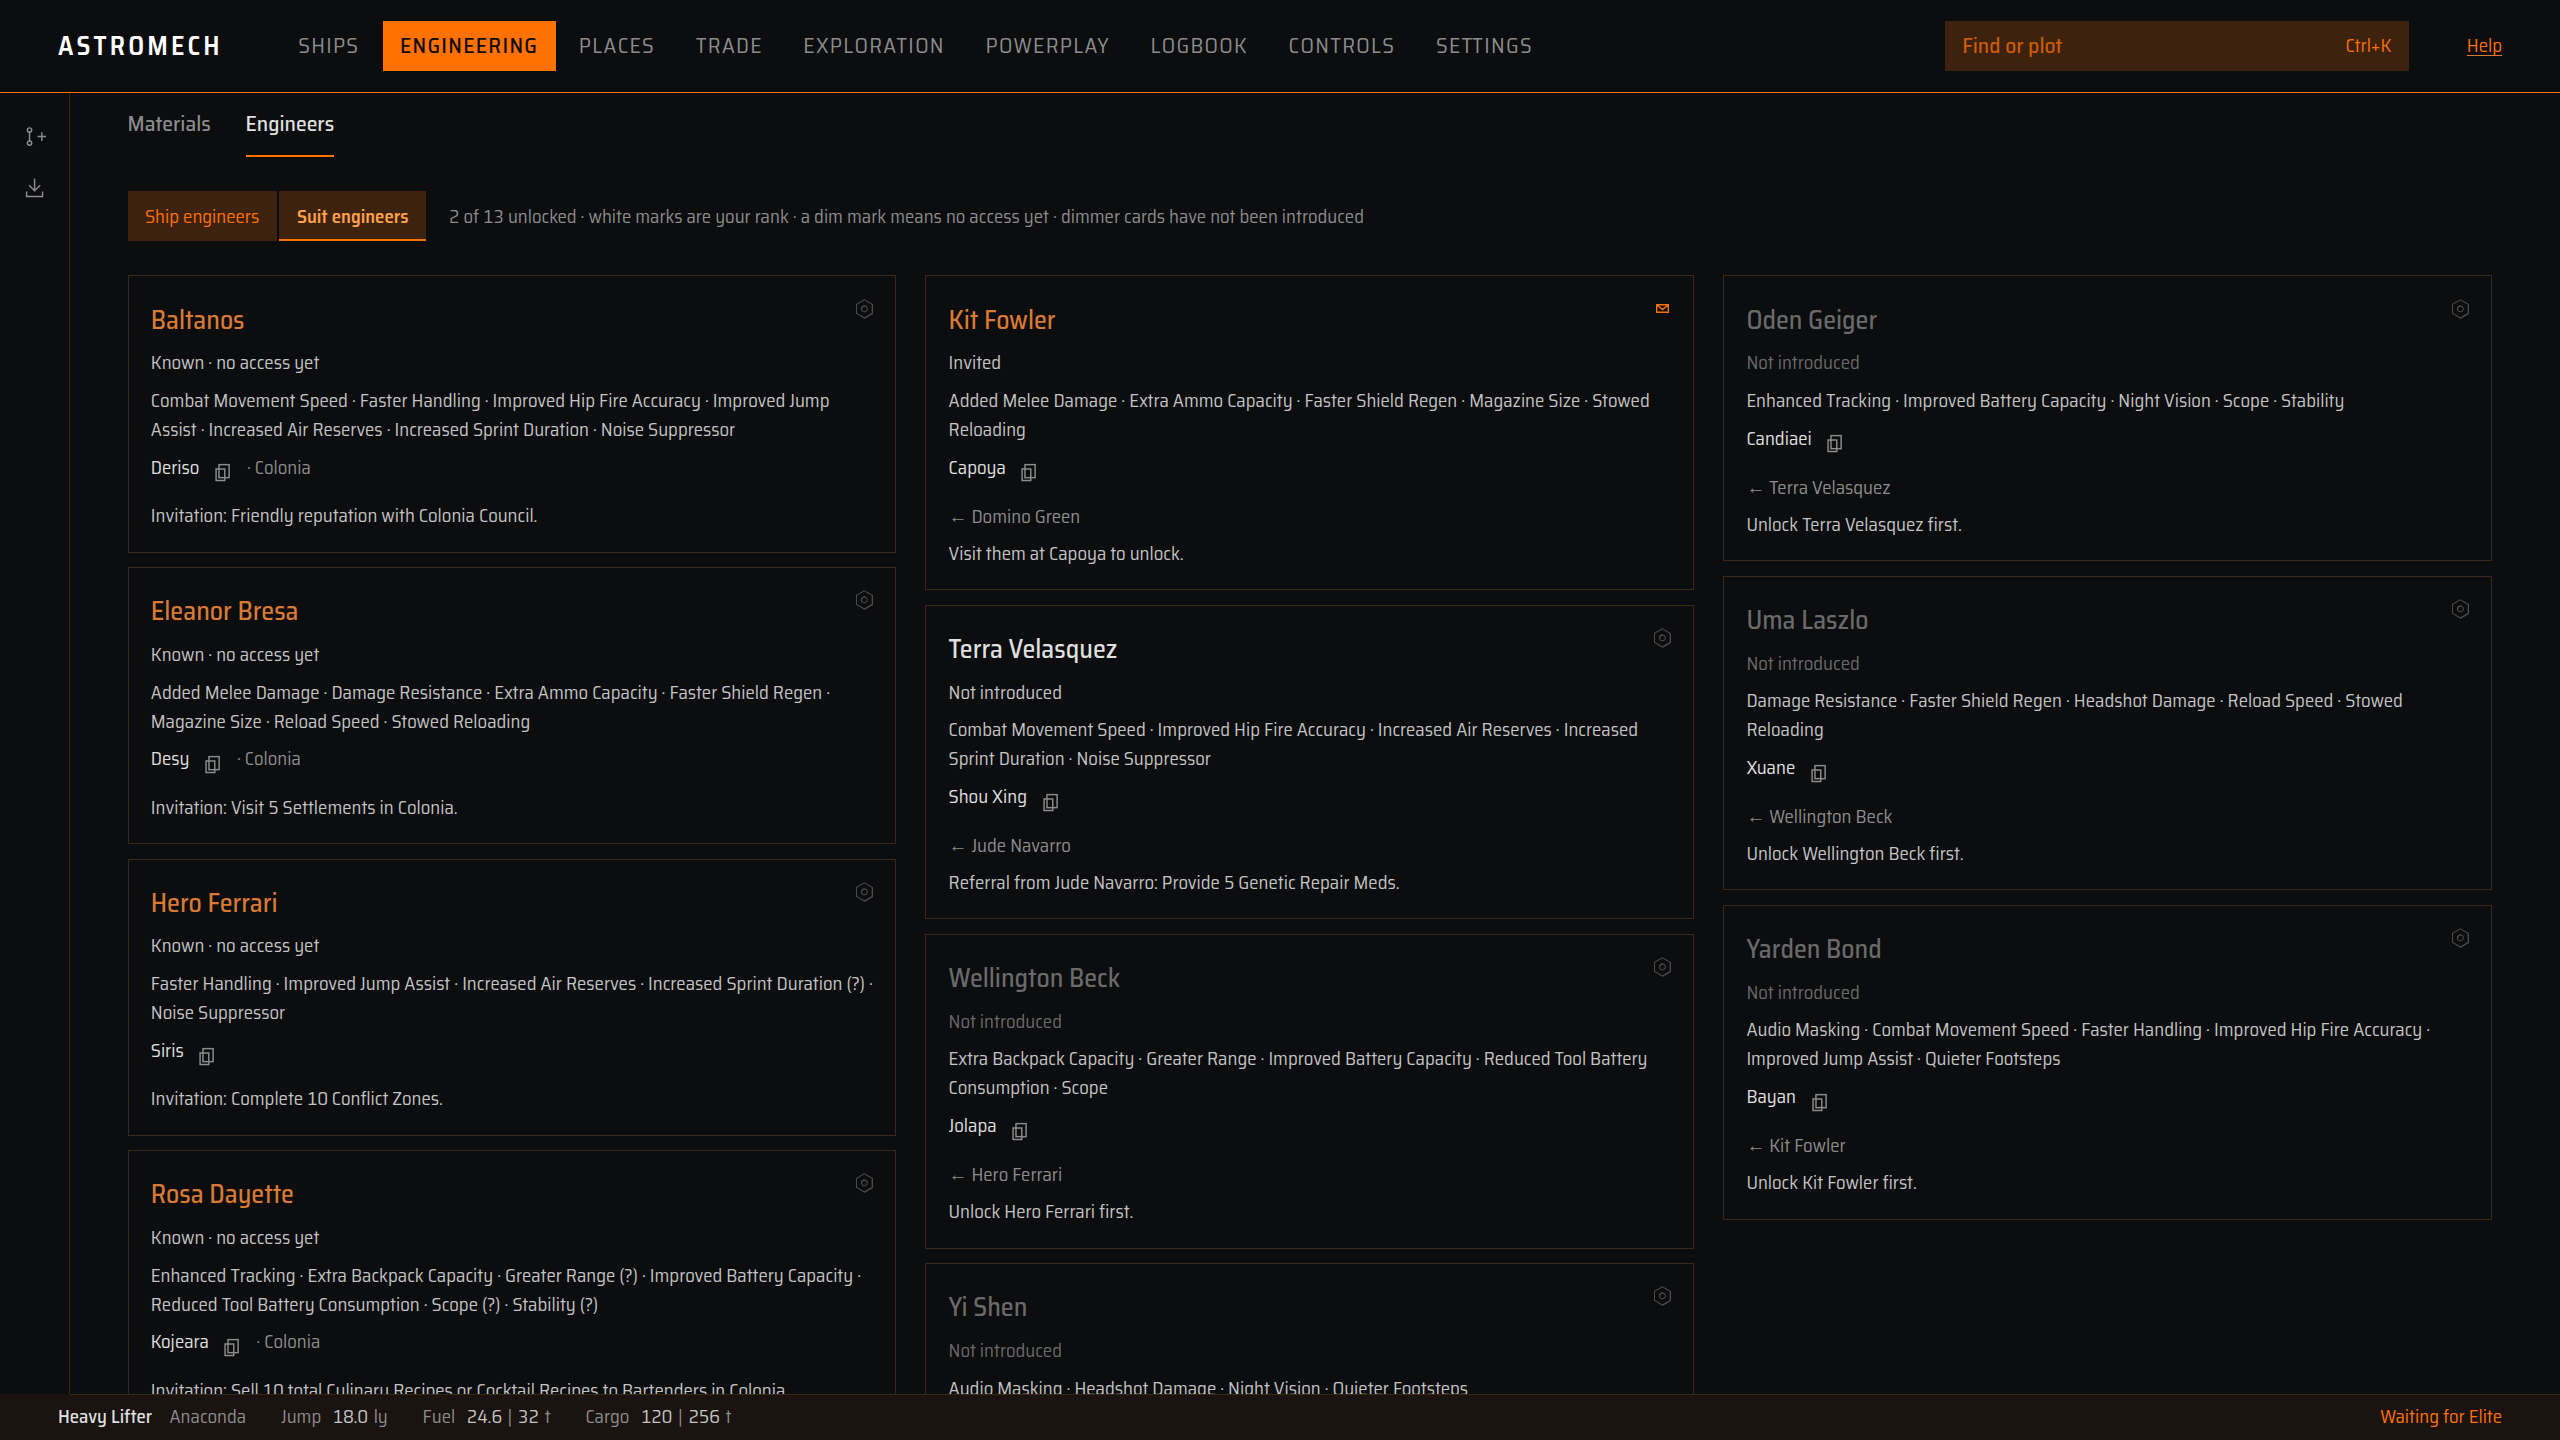 ASTROMECH
SHIPS
ENGINEERING
PLACES
TRADE
EXPLORATION
POWERPLAY
LOGBOOK
CONTROLS
SETTINGS
Find or plot
Ctrl+K
Help
Materials
Engineers
Ship engineers
Suit engineers
2 of 13 unlocked · white marks are your rank · a dim mark means no access yet · dimmer cards have not been introduced
Baltanos
Known · no access yet
Combat Movement Speed · Faster Handling · Improved Hip Fire Accuracy · Improved Jump
Assist · Increased Air Reserves · Increased Sprint Duration · Noise Suppressor
Deriso · Colonia
Invitation: Friendly reputation with Colonia Council.
Eleanor Bresa
Known · no access yet
Added Melee Damage · Damage Resistance · Extra Ammo Capacity · Faster Shield Regen ·
Magazine Size · Reload Speed · Stowed Reloading
Desy · Colonia
Invitation: Visit 5 Settlements in Colonia.
Hero Ferrari
Known · no access yet
Faster Handling · Improved Jump Assist · Increased Air Reserves · Increased Sprint Duration (?) ·
Noise Suppressor
Siris
Invitation: Complete 10 Conflict Zones.
Rosa Dayette
Known · no access yet
Enhanced Tracking · Extra Backpack Capacity · Greater Range (?) · Improved Battery Capacity ·
Reduced Tool Battery Consumption · Scope (?) · Stability (?)
Kojeara · Colonia
Invitation: Sell 10 total Culinary Recipes or Cocktail Recipes to Bartenders in Colonia
Kit Fowler
Invited
Added Melee Damage · Extra Ammo Capacity · Faster Shield Regen · Magazine Size · Stowed
Reloading
Capoya
← Domino Green
Visit them at Capoya to unlock.
Terra Velasquez
Not introduced
Combat Movement Speed · Improved Hip Fire Accuracy · Increased Air Reserves · Increased
Sprint Duration · Noise Suppressor
Shou Xing
← Jude Navarro
Referral from Jude Navarro: Provide 5 Genetic Repair Meds.
Wellington Beck
Not introduced
Extra Backpack Capacity · Greater Range · Improved Battery Capacity · Reduced Tool Battery
Consumption · Scope
Jolapa
← Hero Ferrari
Unlock Hero Ferrari first.
Yi Shen
Not introduced
Audio Masking · Headshot Damage · Night Vision · Quieter Footsteps
Oden Geiger
Not introduced
Enhanced Tracking · Improved Battery Capacity · Night Vision · Scope · Stability
Candiaei
← Terra Velasquez
Unlock Terra Velasquez first.
Uma Laszlo
Not introduced
Damage Resistance · Faster Shield Regen · Headshot Damage · Reload Speed · Stowed
Reloading
Xuane
← Wellington Beck
Unlock Wellington Beck first.
Yarden Bond
Not introduced
Audio Masking · Combat Movement Speed · Faster Handling · Improved Hip Fire Accuracy ·
Improved Jump Assist · Quieter Footsteps
Bayan
← Kit Fowler
Unlock Kit Fowler first.
Heavy Lifter Anaconda Jump 18.0 ly Fuel 24.6 | 32 t Cargo 120 | 256 t
Waiting for Elite